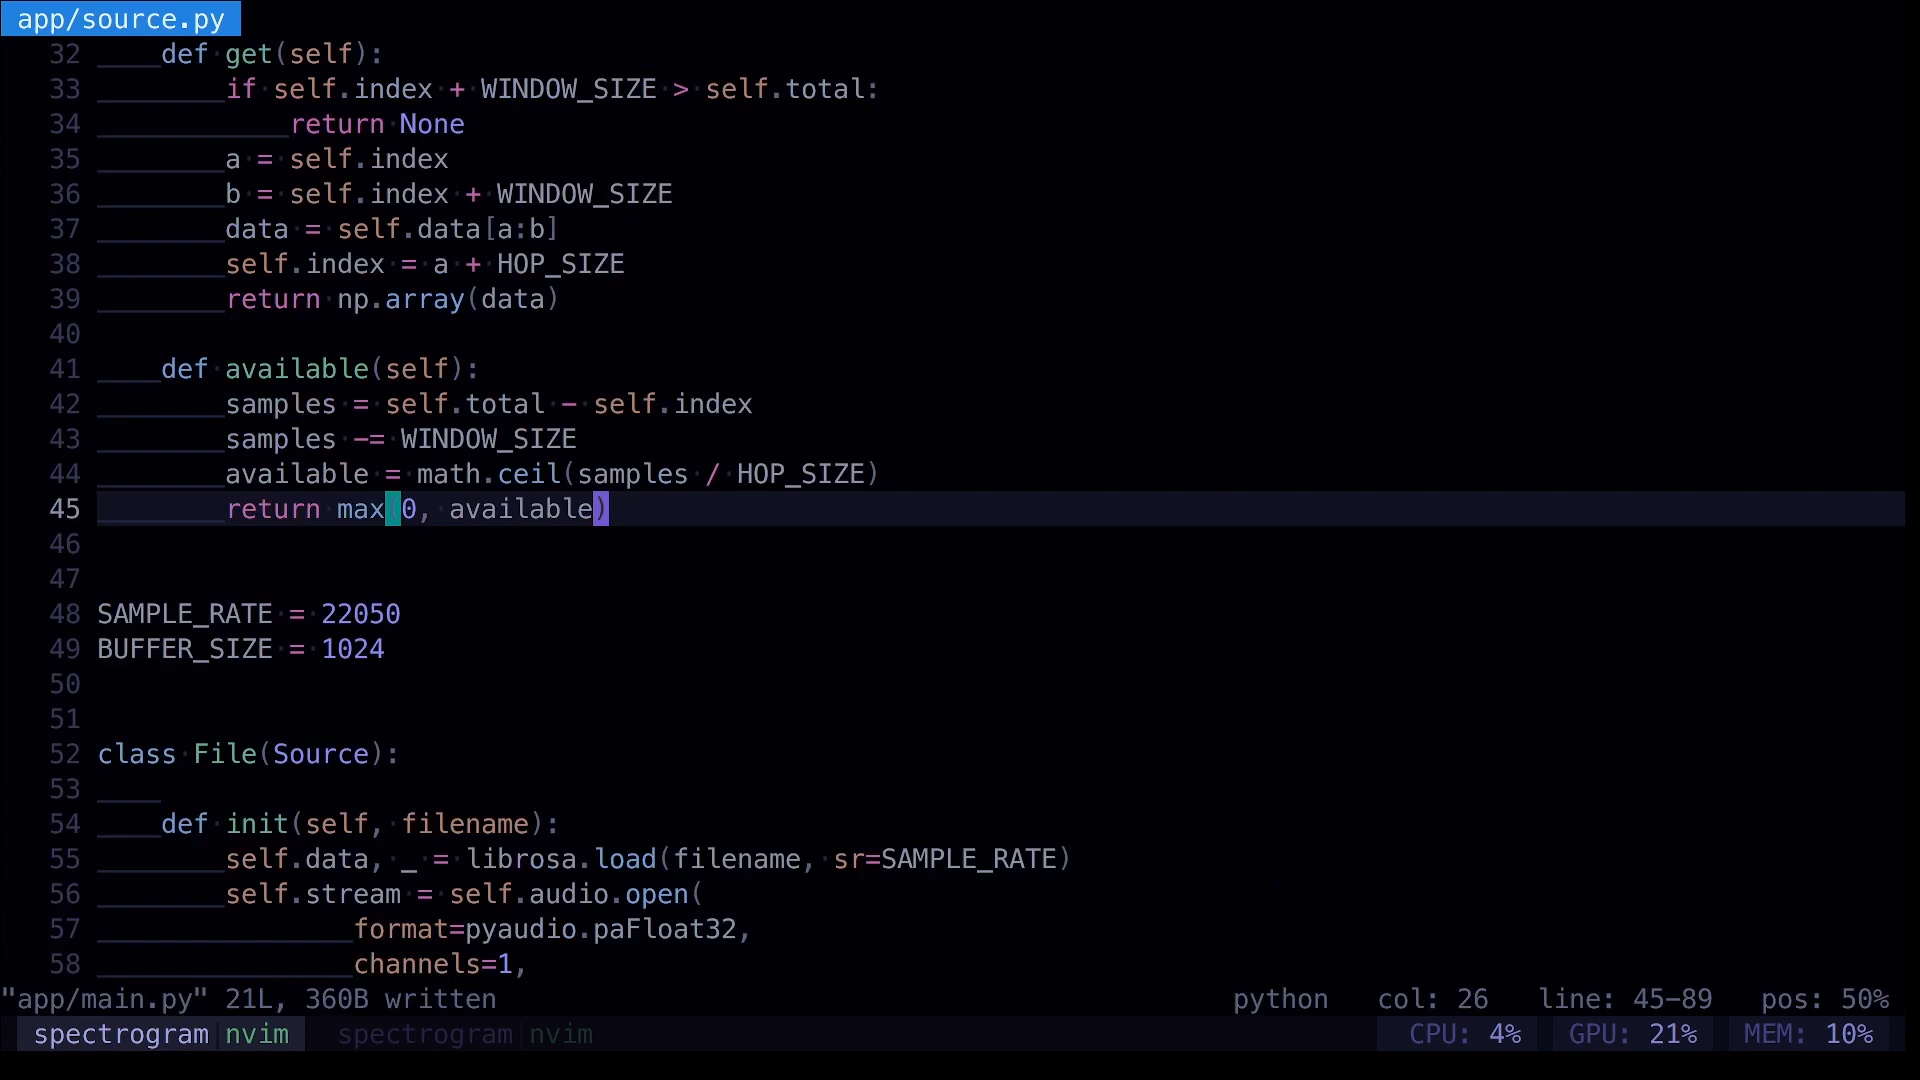 app/source.py
32     def get(self):
33         if self.index + WINDOW_SIZE > self.total:
34             return None
35         a = self.index
36         b = self.index + WINDOW_SIZE
37         data = self.data[a:b]
38         self.index = a + HOP_SIZE
39         return np.array(data)
40
41     def available(self):
42         samples = self.total - self.index
43         samples -= WINDOW_SIZE
44         available = math.ceil(samples / HOP_SIZE)
45         return max(0, available)
46
47
48 SAMPLE_RATE = 22050
49 BUFFER_SIZE = 1024
50
51
52 class File(Source):
53
54     def init(self, filename):
55         self.data, _ = librosa.load(filename, sr=SAMPLE_RATE)
56         self.stream = self.audio.open(
57                 format=pyaudio.paFloat32,
58                 channels=1,
"app/main.py" 21L, 360B written python col: 26 line: 45-89 pos: 50%
spectrogram nvim spectrogram nvim CPU: 4% GPU: 21% MEM: 10%